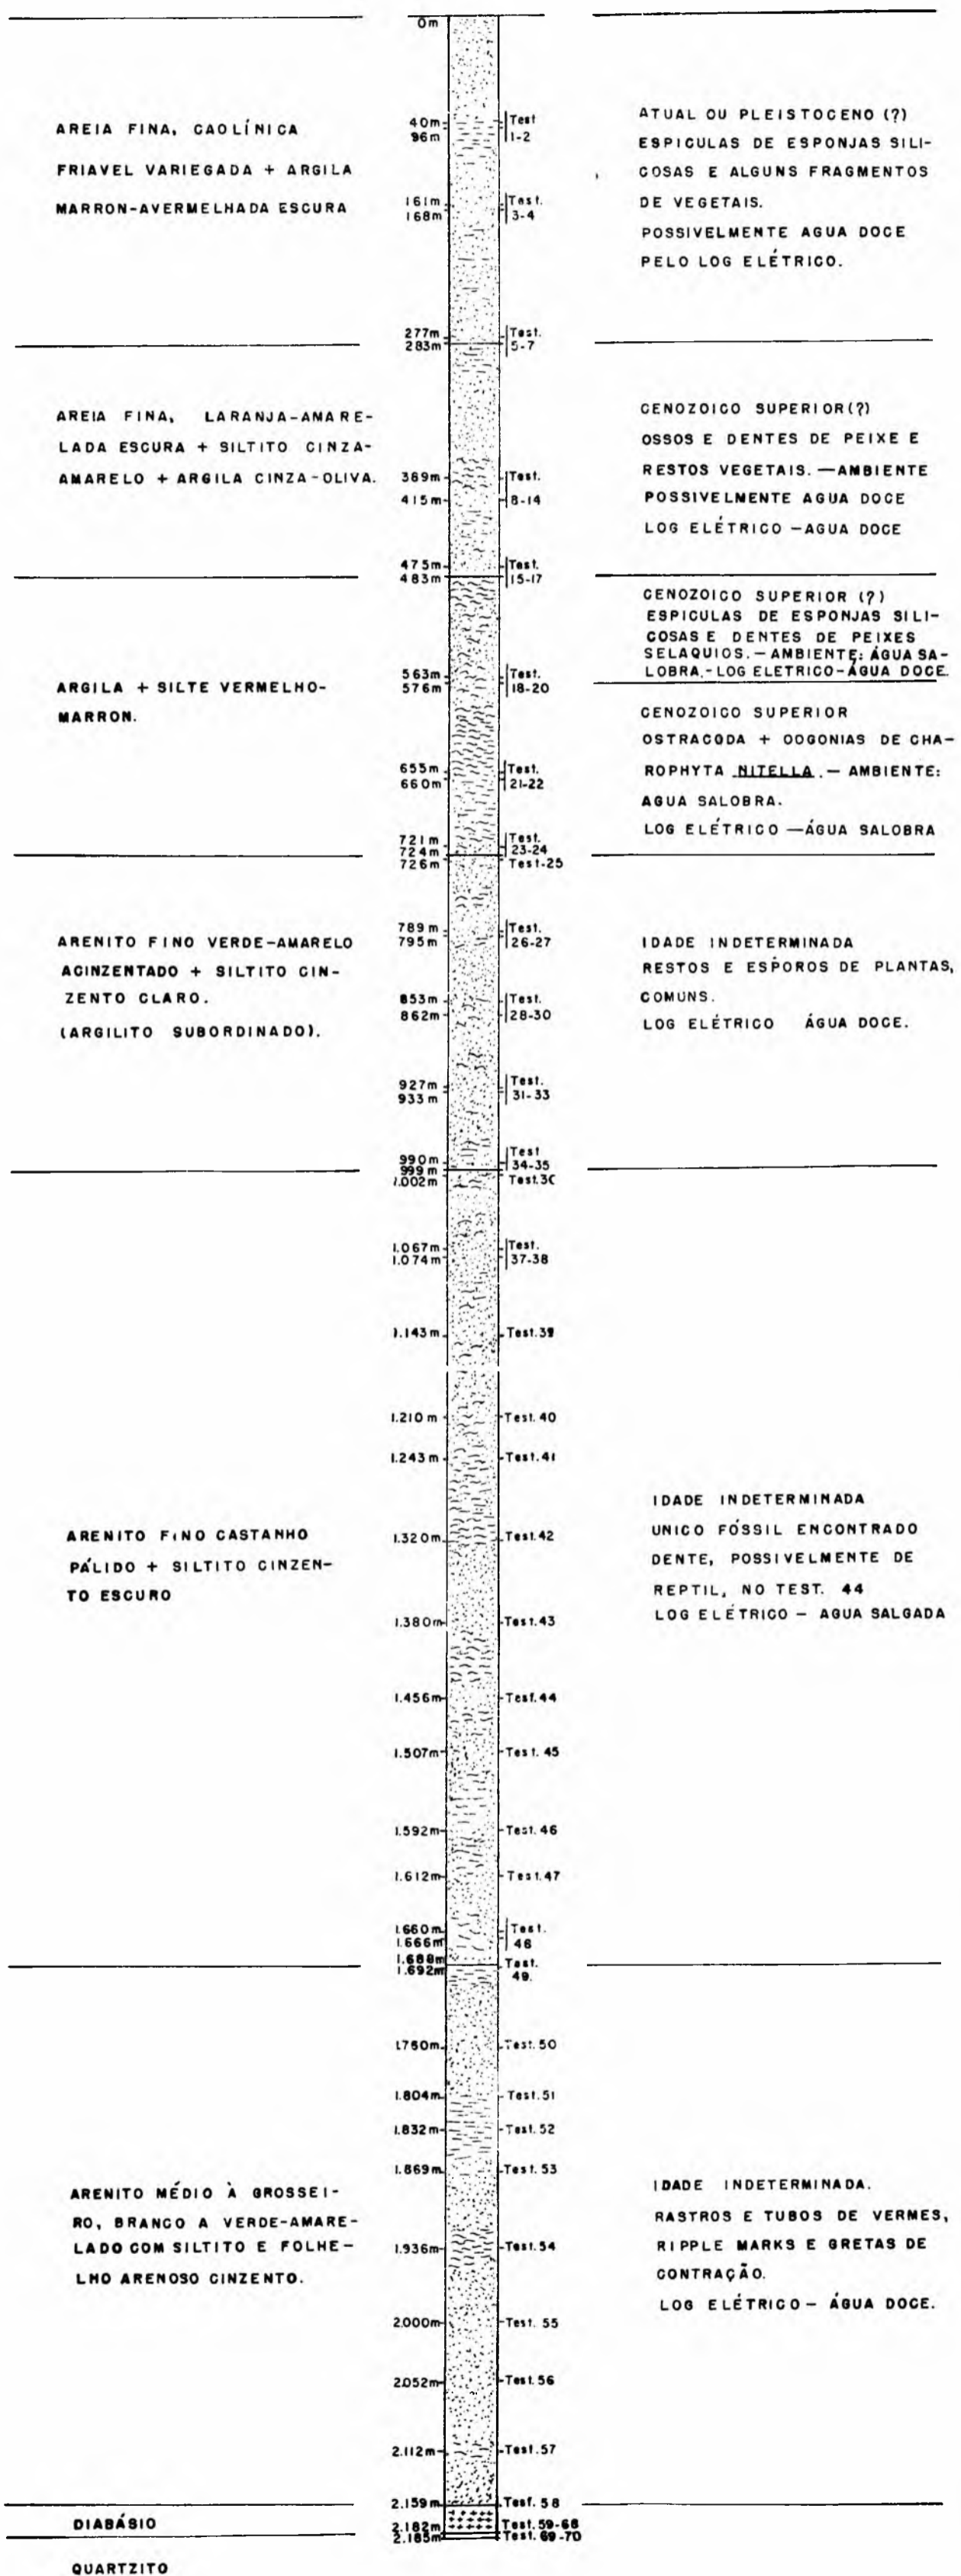 0m
AREIA FINA, CAOLÍNICA
FRIAVEL VARIEGADA + ARGILA
MARRON-AVERMELHADA ESCURA
40m
96m
Test
1-2
161m
168m
Test.
3-4
277m
283m
Test.
5-7
ATUAL OU PLEISTOCENO (?)
ESPICULAS DE ESPONJAS SILI-
COSAS E ALGUNS FRAGMENTOS
DE VEGETAIS.
POSSIVELMENTE AGUA DOCE
PELO LOG ELÉTRICO.
AREIA FINA, LARANJA-AMARE-
LADA ESCURA + SILTITO CINZA-
AMARELO + ARGILA CINZA-OLIVA.
389m
415m
Test.
8-14
475m
483m
Test.
15-17
CENOZOICO SUPERIOR(?)
OSSOS E DENTES DE PEIXE E
RESTOS VEGETAIS. — AMBIENTE
POSSIVELMENTE AGUA DOCE
LOG ELÉTRICO — AGUA DOCE
ARGILA + SILTE VERMELHO-
MARRON.
563m
576m
Test.
18-20
655m
660m
Test.
21-22
721m
724m
726m
Test.
23-24
Test-25
CENOZOICO SUPERIOR (?)
ESPICULAS DE ESPONJAS SILI-
COSAS E DENTES DE PEIXES
SELAQUIOS. — AMBIENTE: ÁGUA SA-
LOBRA.-LOG ELETRICO-ÁGUA DOCE.
CENOZOICO SUPERIOR
OSTRACODA + OOGONIAS DE CHA-
ROPHYTA NITELLA. — AMBIENTE:
AGUA SALOBRA.
LOG ELÉTRICO — ÁGUA SALOBRA
ARENITO FINO VERDE-AMARELO
ACINZENTADO + SILTITO CIN-
ZENTO CLARO.
(ARGILITO SUBORDINADO).
789m
795m
Test.
26-27
853m
862m
Test.
28-30
927m
933m
Test.
31-33
990m
999m
1.002m
Test
34-35
IDADE INDETERMINADA
RESTOS E ESPOROS DE PLANTAS,
COMUNS.
LOG ELÉTRICO ÁGUA DOCE.
ARENITO FINO CASTANHO
PÁLIDO + SILTITO CINZEN-
TO ESCURO
1.067m
1.074m
Test.
37-38
1.143m
Test.39
1.210m
Test.40
1.243m
Test.41
1.320m
Test.42
1.380m
Test.43
1.456m
Test.44
1.507m
Test.45
1.592m
Test.46
1.612m
Test.47
1.660m
1.666m
Test.
48
1.688m
1.692m
Test.
49.
IDADE INDETERMINADA
UNICO FÓSSIL ENCONTRADO
DENTE, POSSIVELMENTE DE
REPTIL, NO TEST. 44
LOG ELÉTRICO — AGUA SALGADA
ARENITO MÉDIO À GROSSEI-
RO, BRANCO A VERDE-AMARE-
LADO COM SILTITO E FOLHE-
LHO ARENOSO CINZENTO.
1.760m
Test.50
1.804m
Test.51
1.832m
Test.52
1.869m
Test.53
1.936m
Test.54
2.000m
Test.55
2.052m
Test.56
2.112m
Test.57
2.159m
Test.58
IDADE INDETERMINADA.
RASTROS E TUBOS DE VERMES,
RIPPLE MARKS E GRETAS DE
CONTRAÇÃO.
LOG ELÉTRICO — ÁGUA DOCE.
DIABÁSIO
2.182m
2.185m
Test.59-68
Test.69-70
QUARTZITO